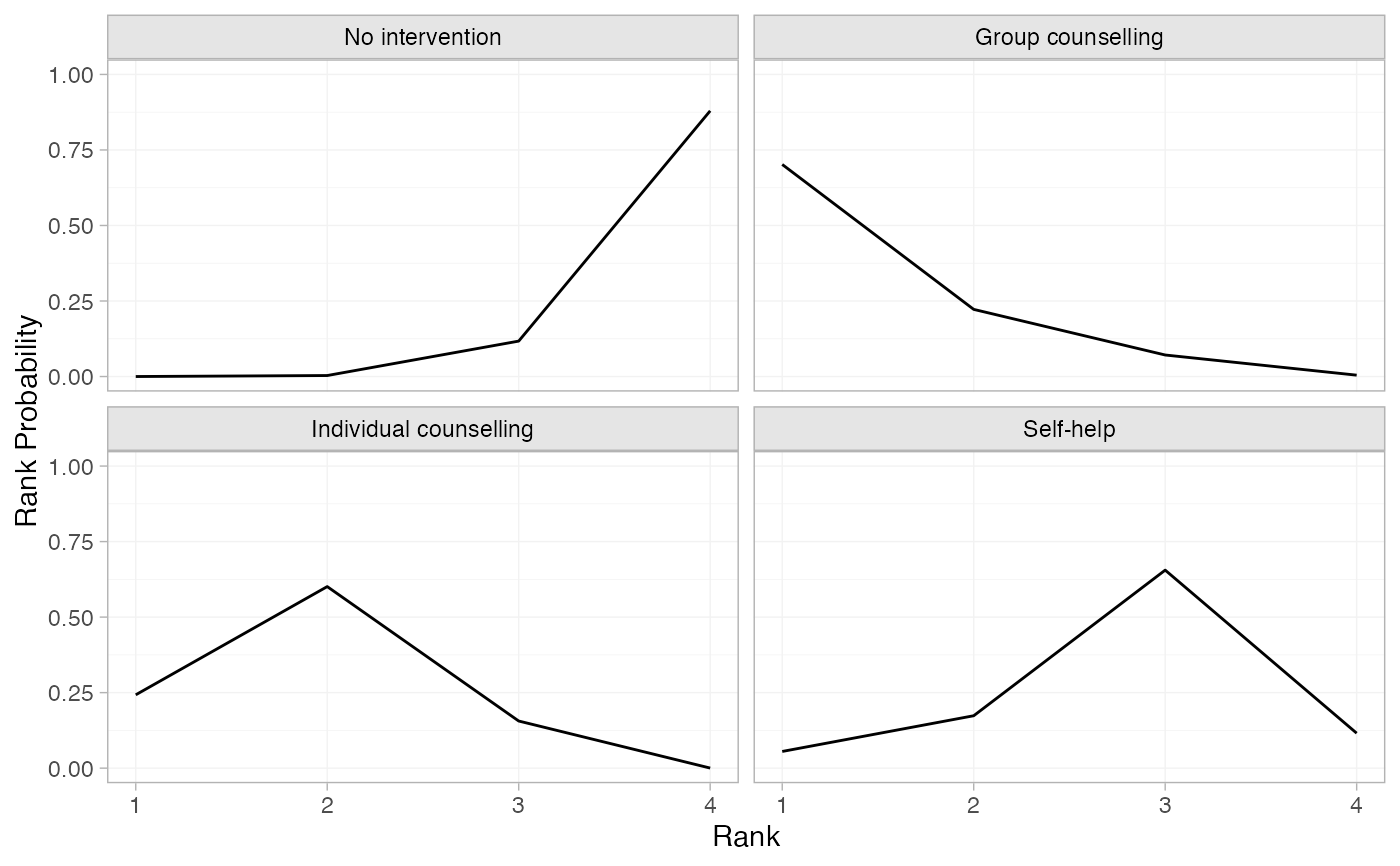 No intervention
Group counselling
1.00
0.75
0.50
0.25
0.00
Individual counselling
Self-help
1.00
0.75
0.50
0.25
0.00
1 2 3 4
1 2 3 4
Rank
Rank Probability